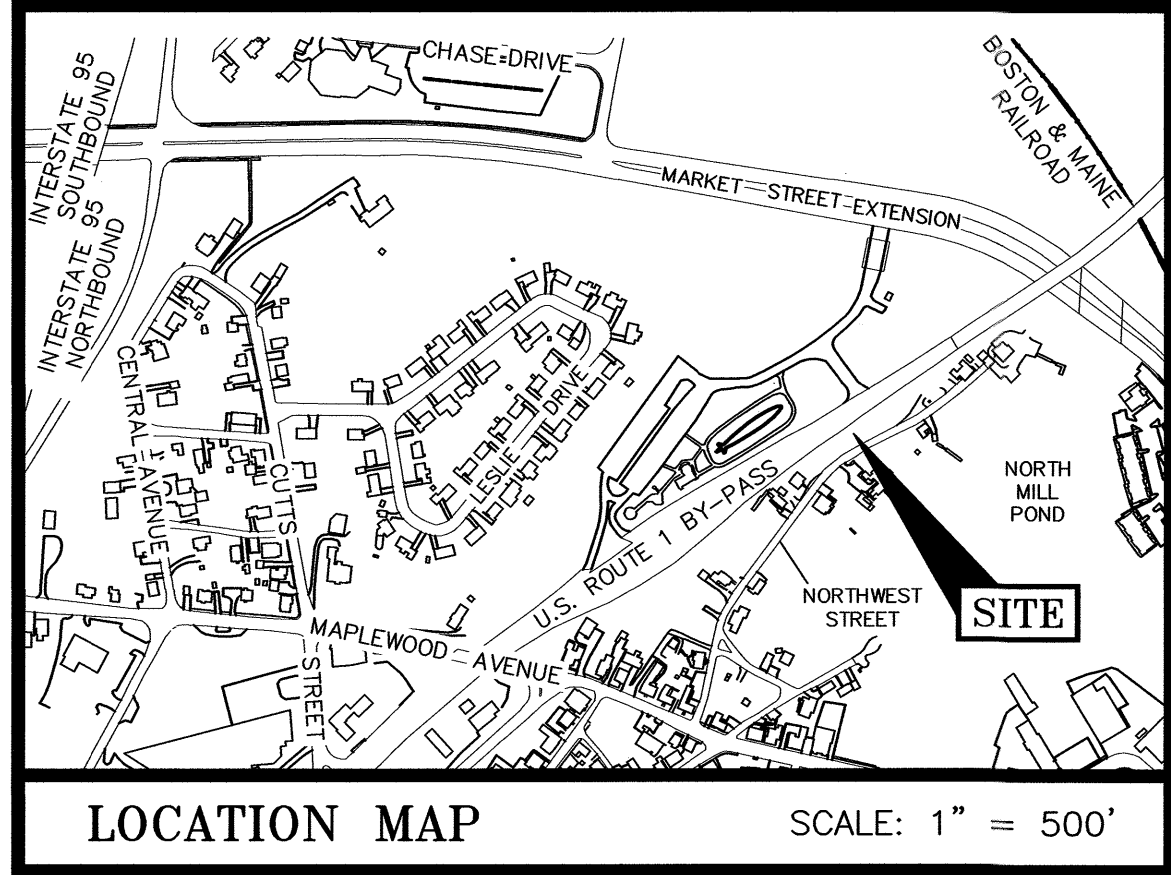 CHASE DRIVE
INTERSTATE 95
SOUTHBOUND
BOSTON & MAINE
RAILROAD
MARKET STREET EXTENSION
INTERSTATE 95
NORTHBOUND
CENTRAL AVENUE
LESLIE DRIVE
CUTTS
STREET
U.S. ROUTE 1 BY-PASS
NORTH
MILL
POND
NORTHWEST
STREET
SITE
MAPLEWOOD AVENUE
LOCATION MAP
SCALE: 1" = 500'